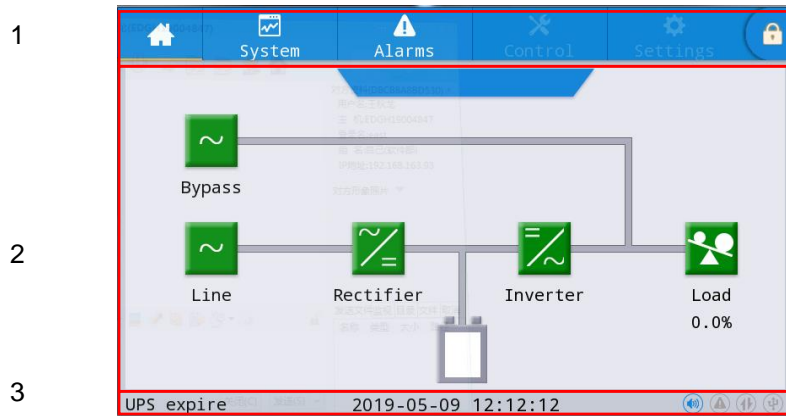 1
System Alarms Control Settings
Bypass
2
Line Rectifier Inverter Load
0.0%
3
UPS expire 2019-05-09 12:12:12